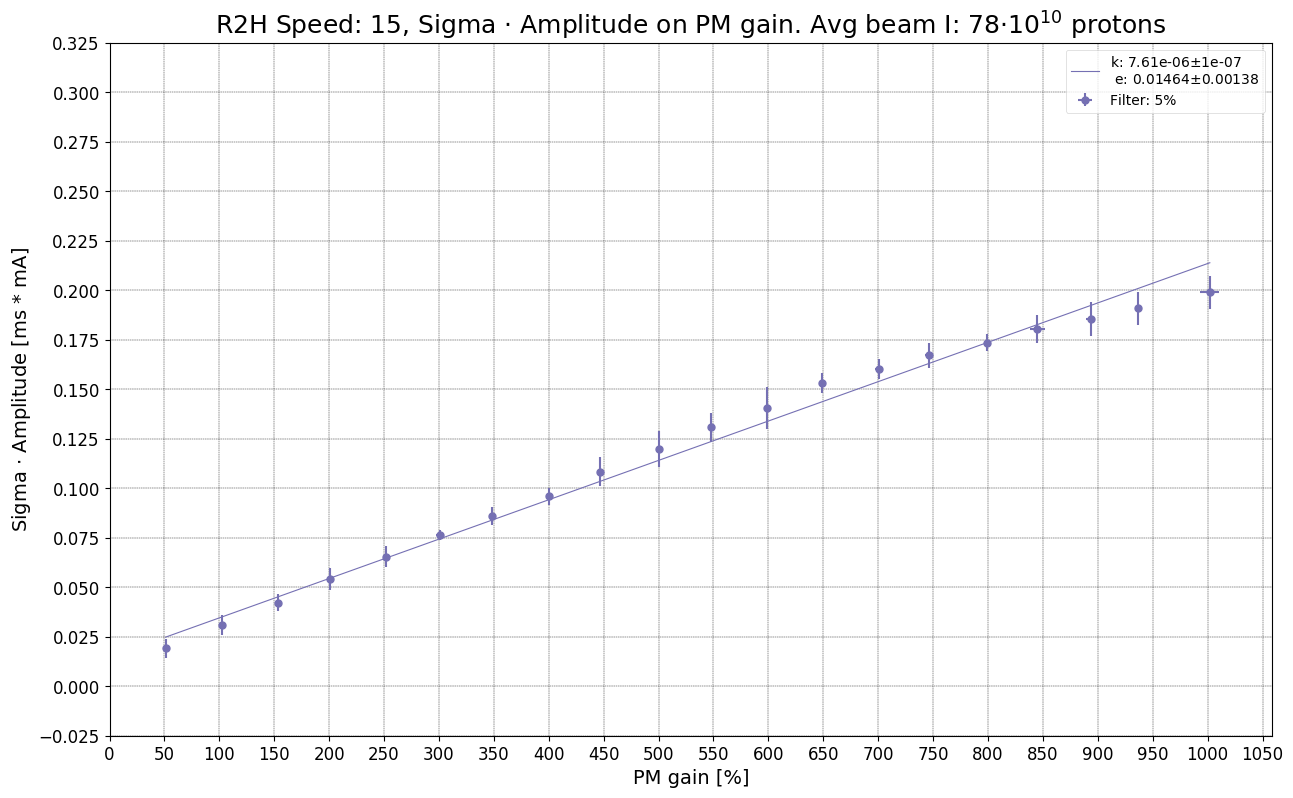 R2H Speed: 15, Sigma · Amplitude on PM gain. Avg beam I: 78·10¹⁰ protons
k: 7.61e-06±1e-07
e: 0.01464±0.00138
Filter: 5%
Sigma · Amplitude [ms * mA]
0.325
0.300
0.275
0.250
0.225
0.200
0.175
0.150
0.125
0.100
0.075
0.050
0.025
0.000
−0.025
0 50 100 150 200 250 300 350 400 450 500 550 600 650 700 750 800 850 900 950 1000 1050
PM gain [%]